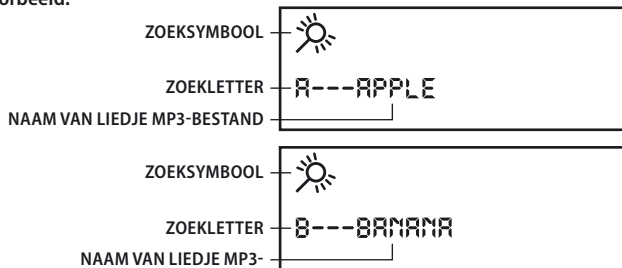 orbeeld:
ZOEKSYMBOOL
ZOEKLETTER A---APPLE
NAAM VAN LIEDJE MP3-BESTAND
ZOEKSYMBOOL
ZOEKLETTER B---BANANA
NAAM VAN LIEDJE MP3-